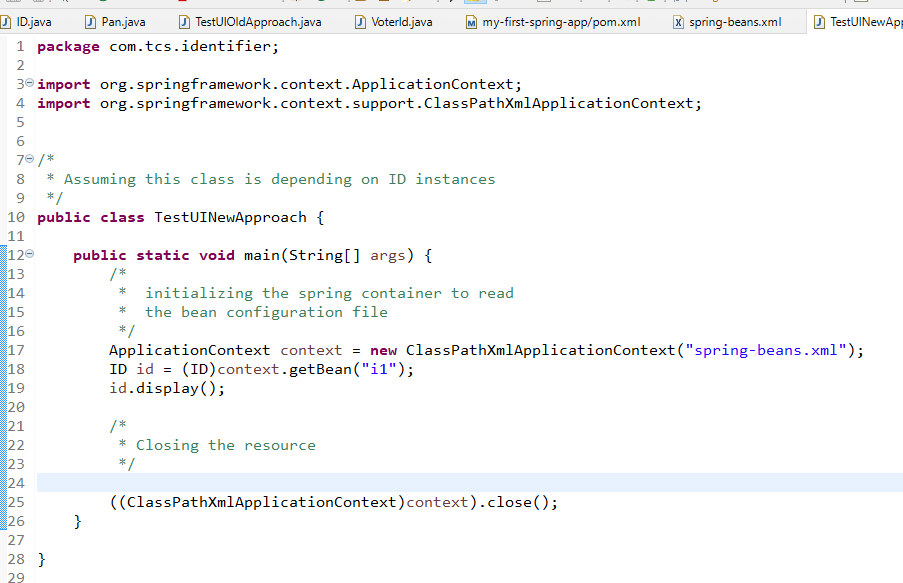 ID.java Pan.java TestUIOldApproach.java VoterId.java my-first-spring-app/pom.xml spring-beans.xml TestUINewApp
1 package com.tcs.identifier;
2
3 import org.springframework.context.ApplicationContext;
4 import org.springframework.context.support.ClassPathXmlApplicationContext;
5
6
7 /*
8 * Assuming this class is depending on ID instances
9 */
10 public class TestUINewApproach {
11
12 public static void main(String[] args) {
13 /*
14 * initializing the spring container to read
15 * the bean configuration file
16 */
17 ApplicationContext context = new ClassPathXmlApplicationContext("spring-beans.xml");
18 ID id = (ID)context.getBean("i1");
19 id.display();
20
21 /*
22 * Closing the resource
23 */
24
25 ((ClassPathXmlApplicationContext)context).close();
26 }
27
28 }
29